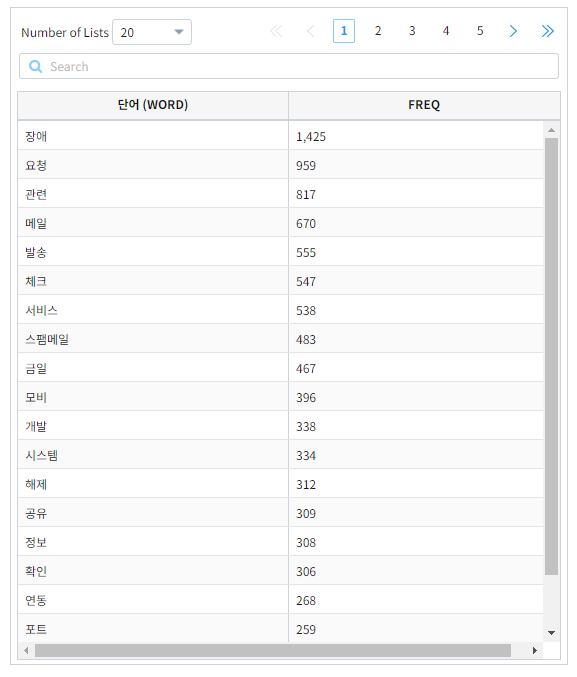 Number of Lists 20 1 2 3 4 5
Search
단어 (WORD) FREQ
장애 1,425
요청 959
관련 817
메일 670
발송 555
체크 547
서비스 538
스팸메일 483
금일 467
모비 396
개발 338
시스템 334
해제 312
공유 309
정보 308
확인 306
연동 268
포트 259